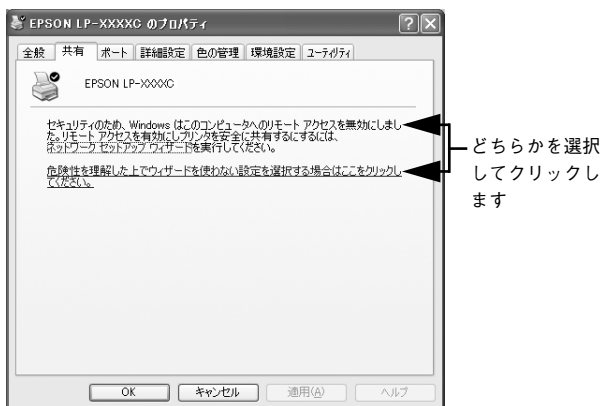 EPSON LP-XXXXC のプロパティ
全般 共有 ポート 詳細設定 色の管理 環境設定 ユーティリティ
EPSON LP-XXXXC
セキュリティのため、Windows はこのコンピュータへのリモート アクセスを無効にしまし
た。リモート アクセスを有効にしプリンタを安全に共有するにするには、
ネットワーク セットアップ ウィザードを実行してください。
危険性を理解した上でウィザードを使わない設定を選択する場合はここをクリックし
てください。
どちらかを選択
してクリックし
ます
OK キャンセル 適用(A) ヘルプ